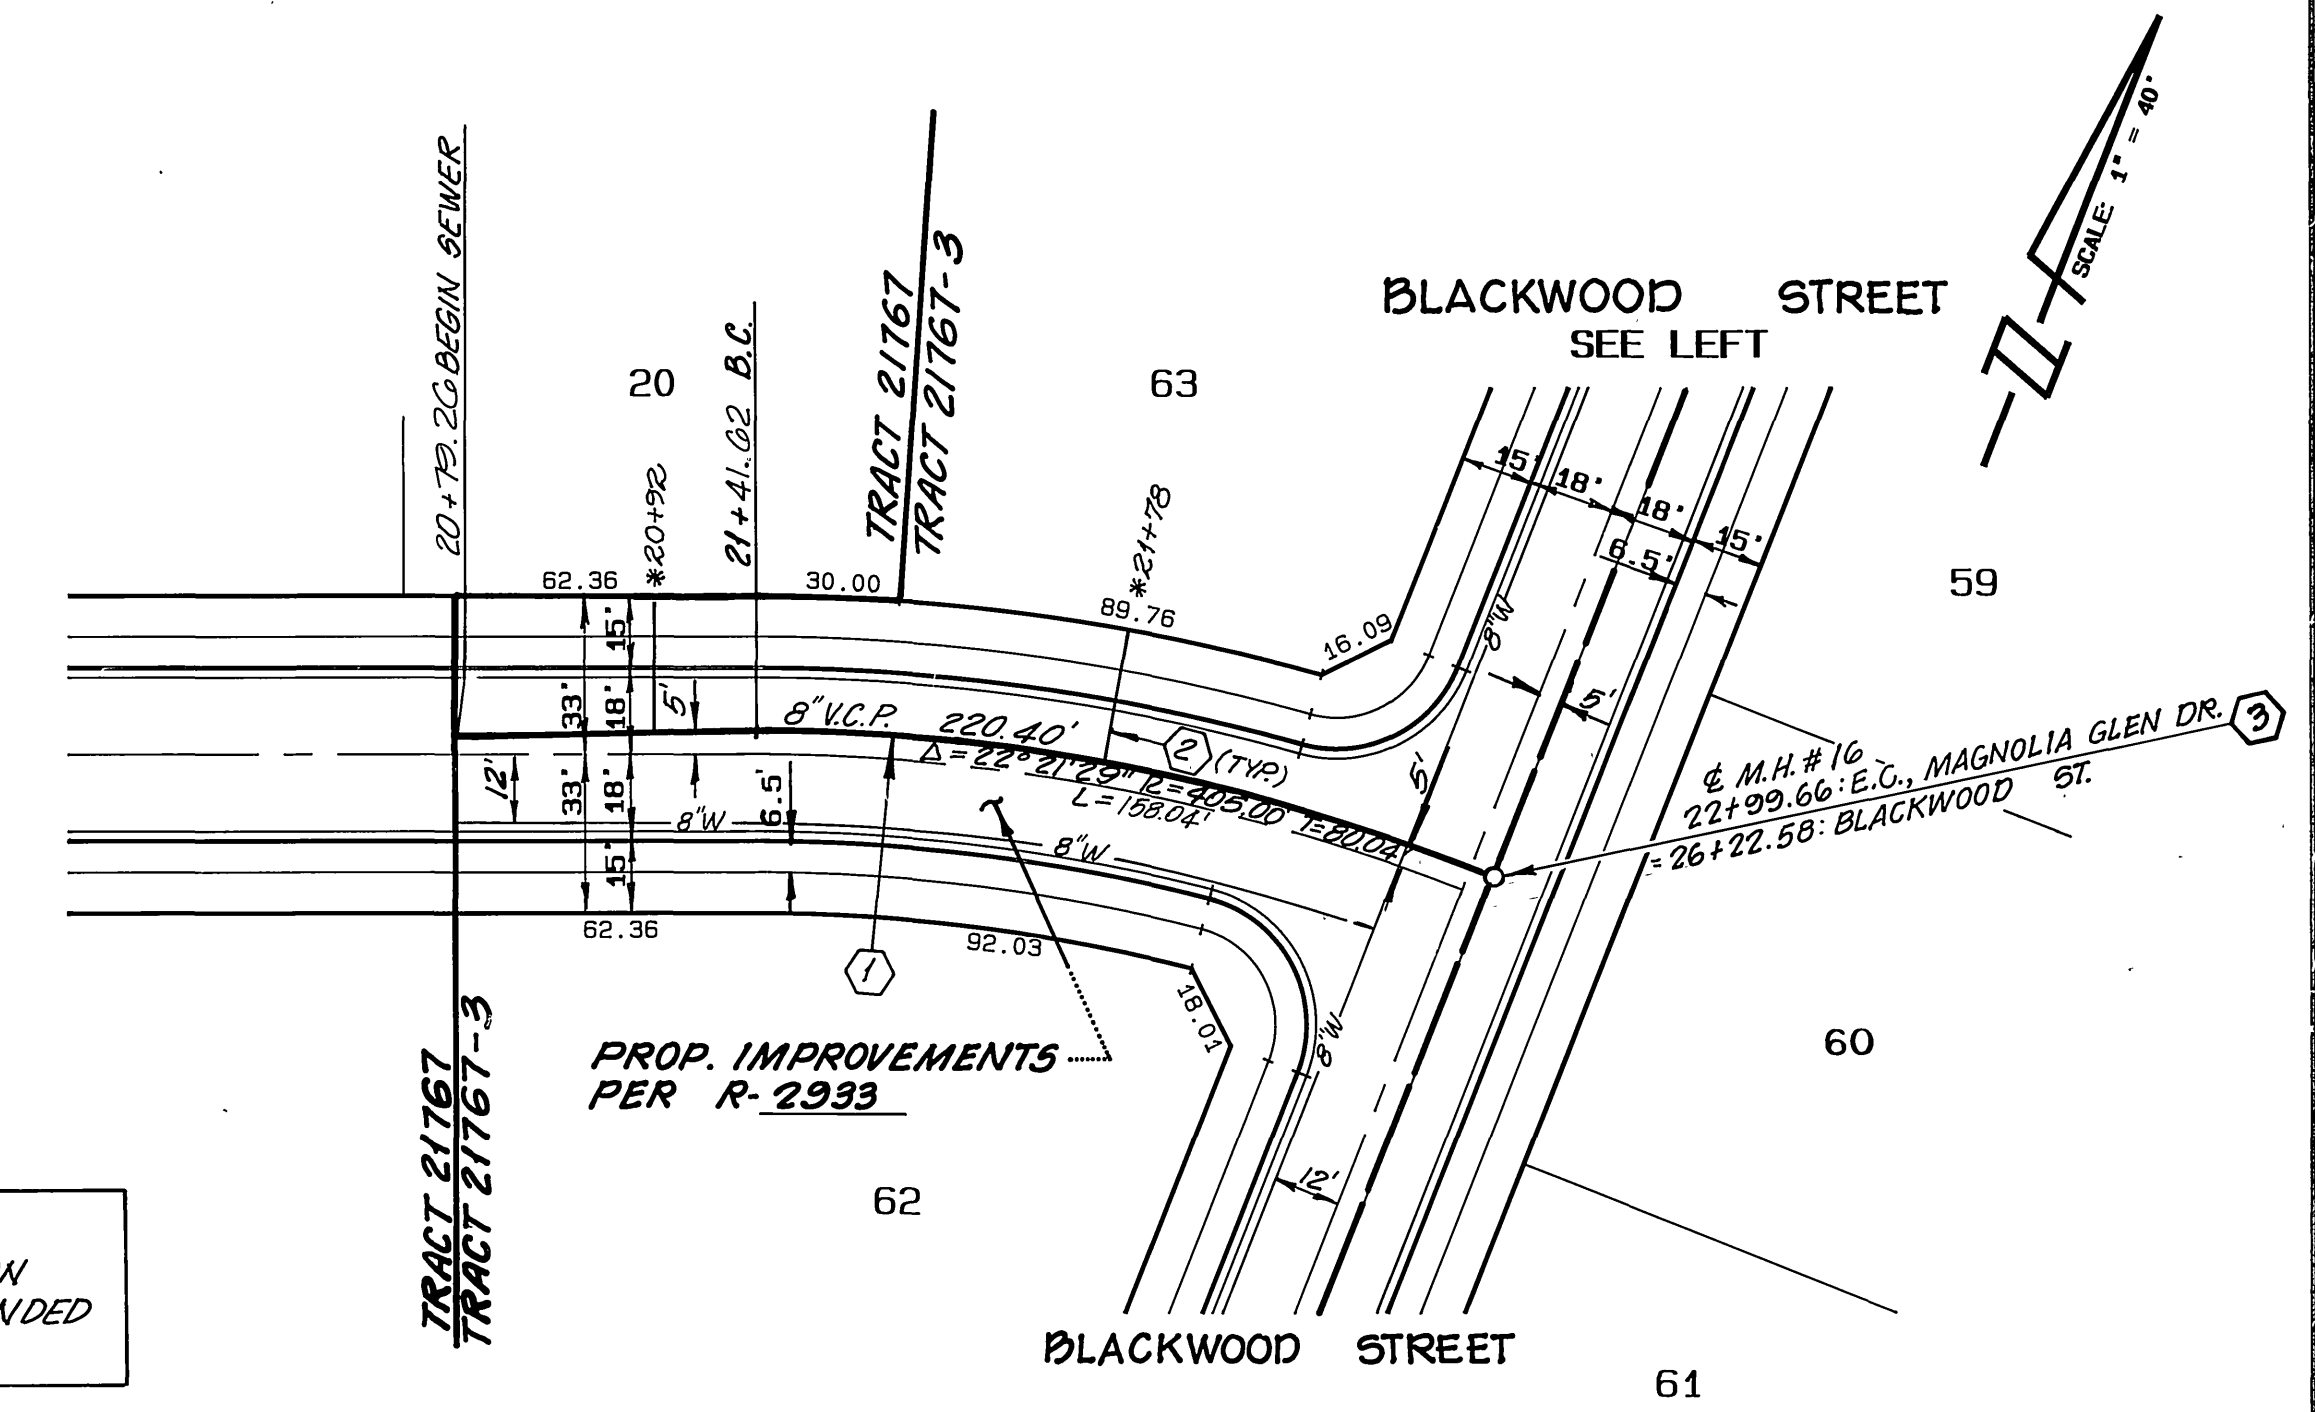 SCALE: 1" = 40'
BLACKWOOD STREET
SEE LEFT
20+79.26 BEGIN SEWER
20
*20+92
21+41.62 B.C.
TRACT 21767
TRACT 21767-3
63
*21+78
62.36
30.00
89.76
16.09
15'
18'
18'
15'
6.5'
59
8"W
5'
33'
15'
18'
5'
8" V.C.P.
220.40'
2 (TYP.)
Δ = 22° 21' 29" R = 405.00' T = 80.04'
L = 158.04'
5'
₵ M.H. # 16
22+99.66: E.C., MAGNOLIA GLEN DR.
= 26+22.58: BLACKWOOD ST.
3
12'
33'
18'
15'
6.5'
8"W
8"W
62.36
92.03
18.01
1
8"W
60
PROP. IMPROVEMENTS
PER R-2933
TRACT 21767
TRACT 21767-3
62
12'
BLACKWOOD STREET
61
NDED